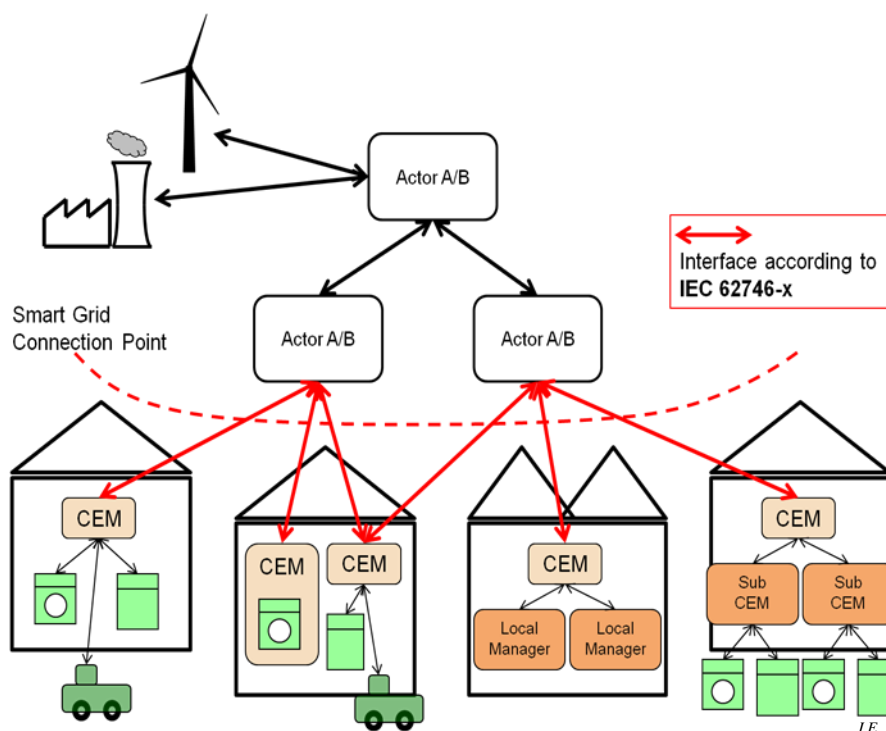 Actor A/B
Interface according to
IEC 62746-x
Smart Grid
Connection Point
Actor A/B
Actor A/B
CEM
CEM
CEM
CEM
CEM
Sub
CEM
Sub
CEM
Local
Manager
Local
Manager
IE